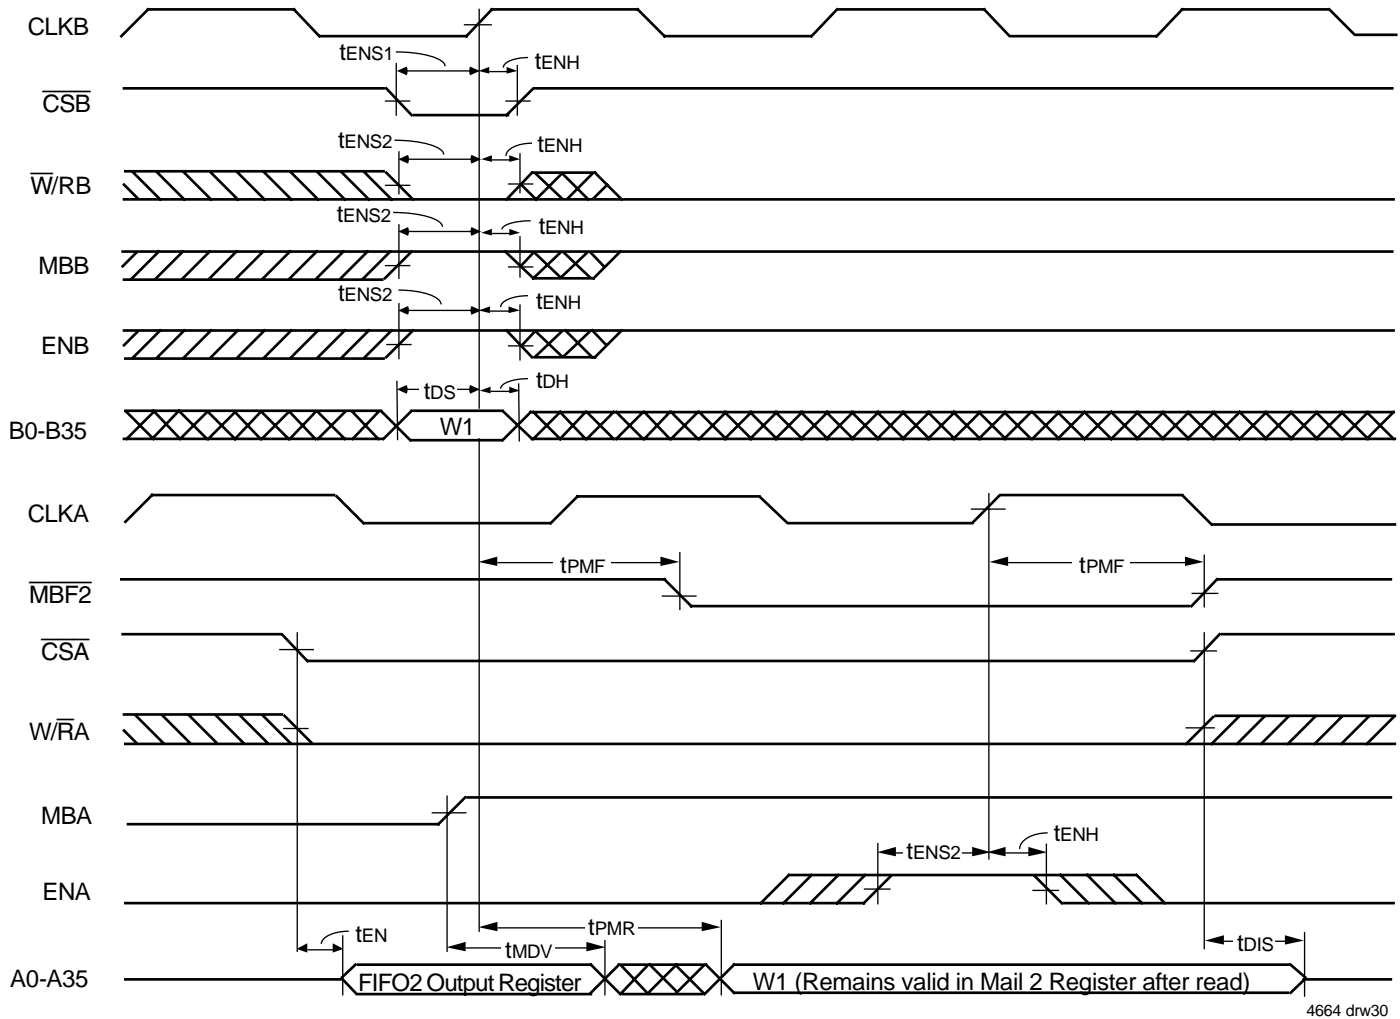 CLKB
tENS1
tENH
CSB
tENS2
tENH
W/RB
tENS2
tENH
MBB
tENS2
tENH
ENB
tDS
tDH
B0-B35
W1
CLKA
tPMF
tPMF
MBF2
CSA
W/RA
MBA
tENS2
tENH
ENA
tPMR
tEN
tMDV
tDIS
A0-A35
FIFO2 Output Register
W1 (Remains valid in Mail 2 Register after read)
4664 drw30